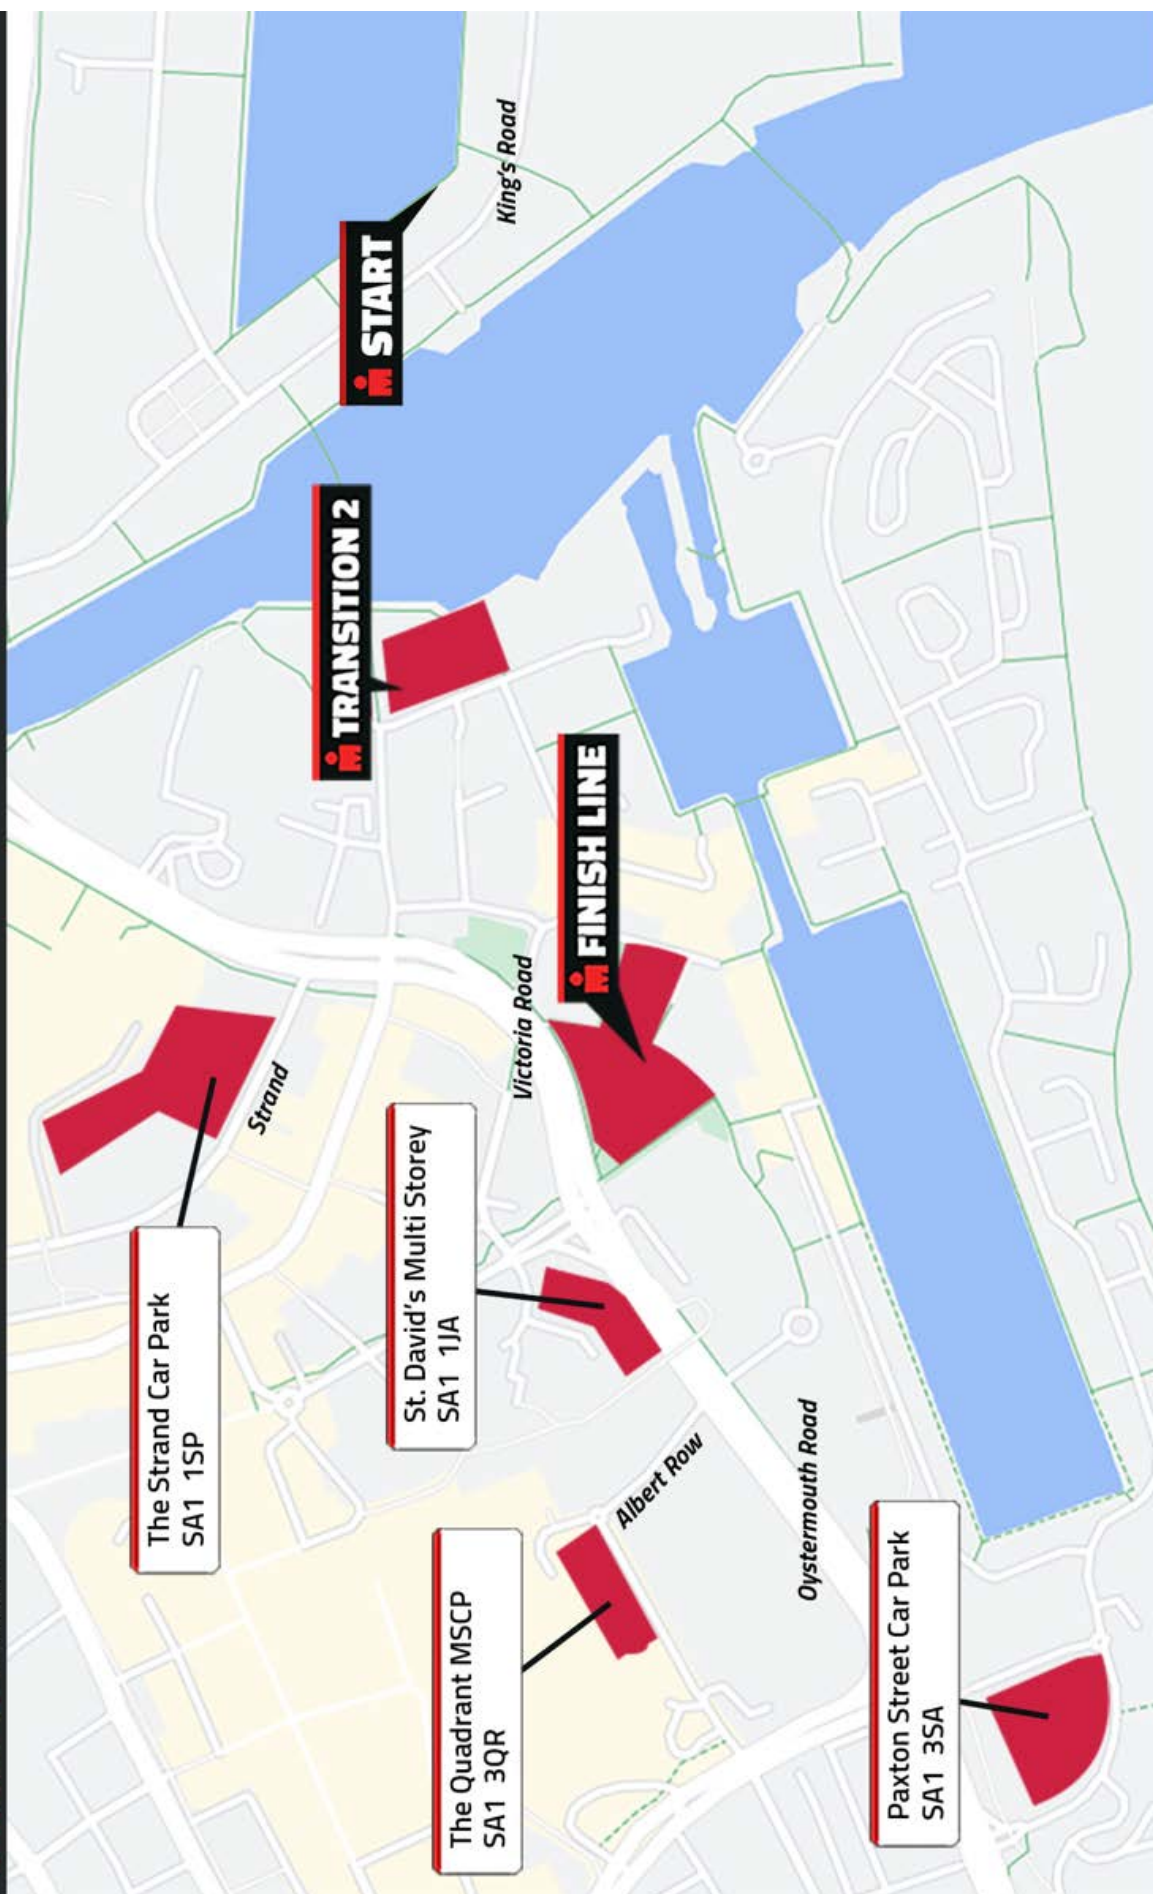 The Strand Car Park
SA1 1SP
Strand
TRANSITION 2
START
King's Road
St. David's Multi Storey
SA1 1JA
Victoria Road
FINISH LINE
The Quadrant MSCP
SA1 3QR
Albert Row
Oystermouth Road
Paxton Street Car Park
SA1 3SA